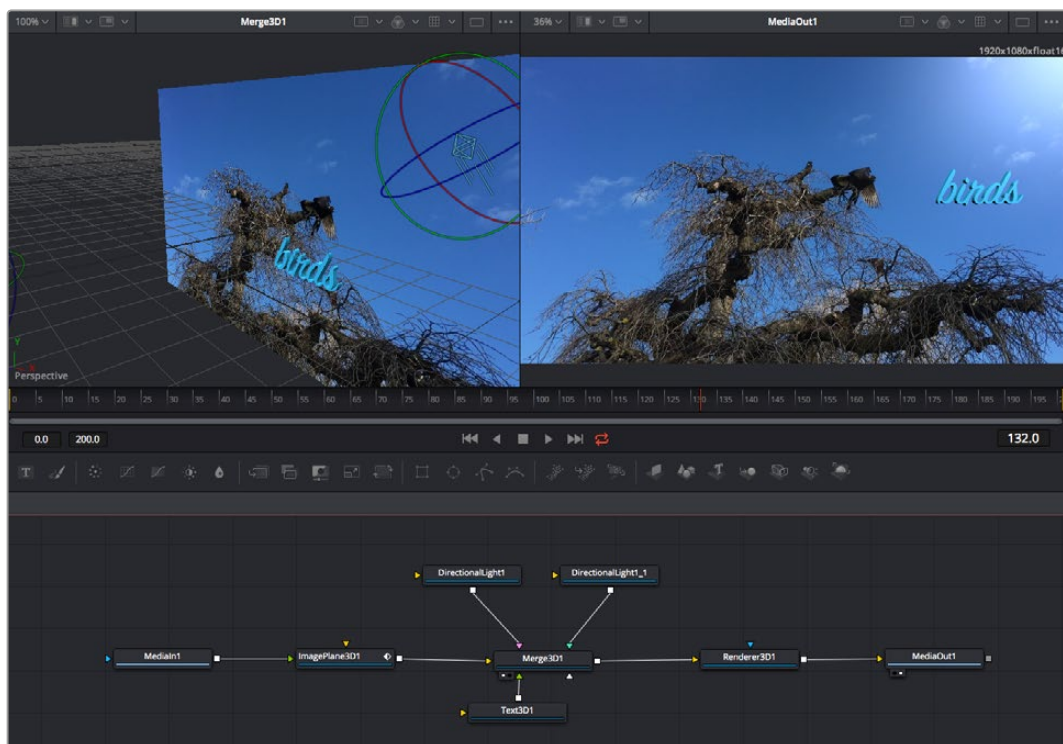 100%
Merge3D1
36%
MediaOut1
1920x1080xfloat16
birds
birds
Y
X
Perspective
0 5 10 15 20 25 30 35 40 45 50 55 60 65 70 75 80 85 90 95 100 105 110 115 120 125 130 135 140 145 150 155 160 165 170 175 180 185 190 195
0.0 200.0 132.0
T
DirectionalLight1 DirectionalLight1_1
MediaIn1 ImagePlane3D1 Merge3D1 Renderer3D1 MediaOut1
Text3D1